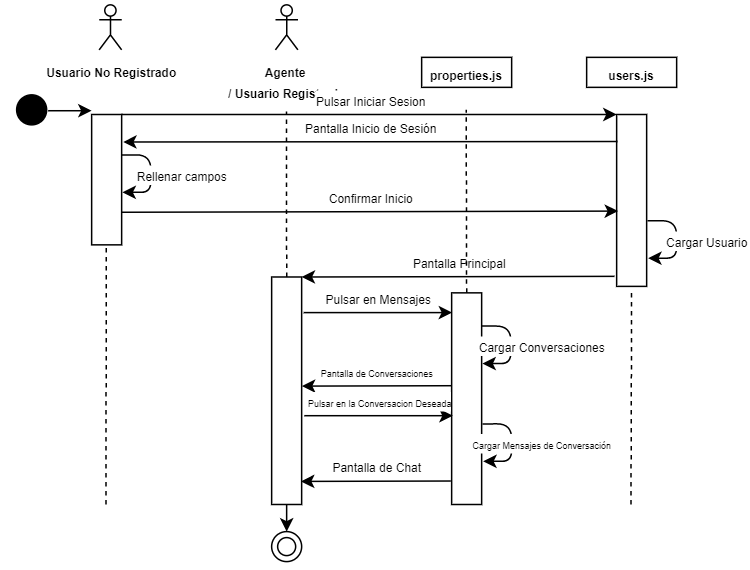 Usuario No Registrado
Agente
/ Usuario Regis
properties.js
users.js
Pulsar Iniciar Sesion
Pantalla Inicio de Sesión
Rellenar campos
Confirmar Inicio
Cargar Usuario
Pantalla Principal
Pulsar en Mensajes
Cargar Conversaciones
Pantalla de Conversaciones
Pulsar en la Conversacion Deseada
Cargar Mensajes de Conversación
Pantalla de Chat